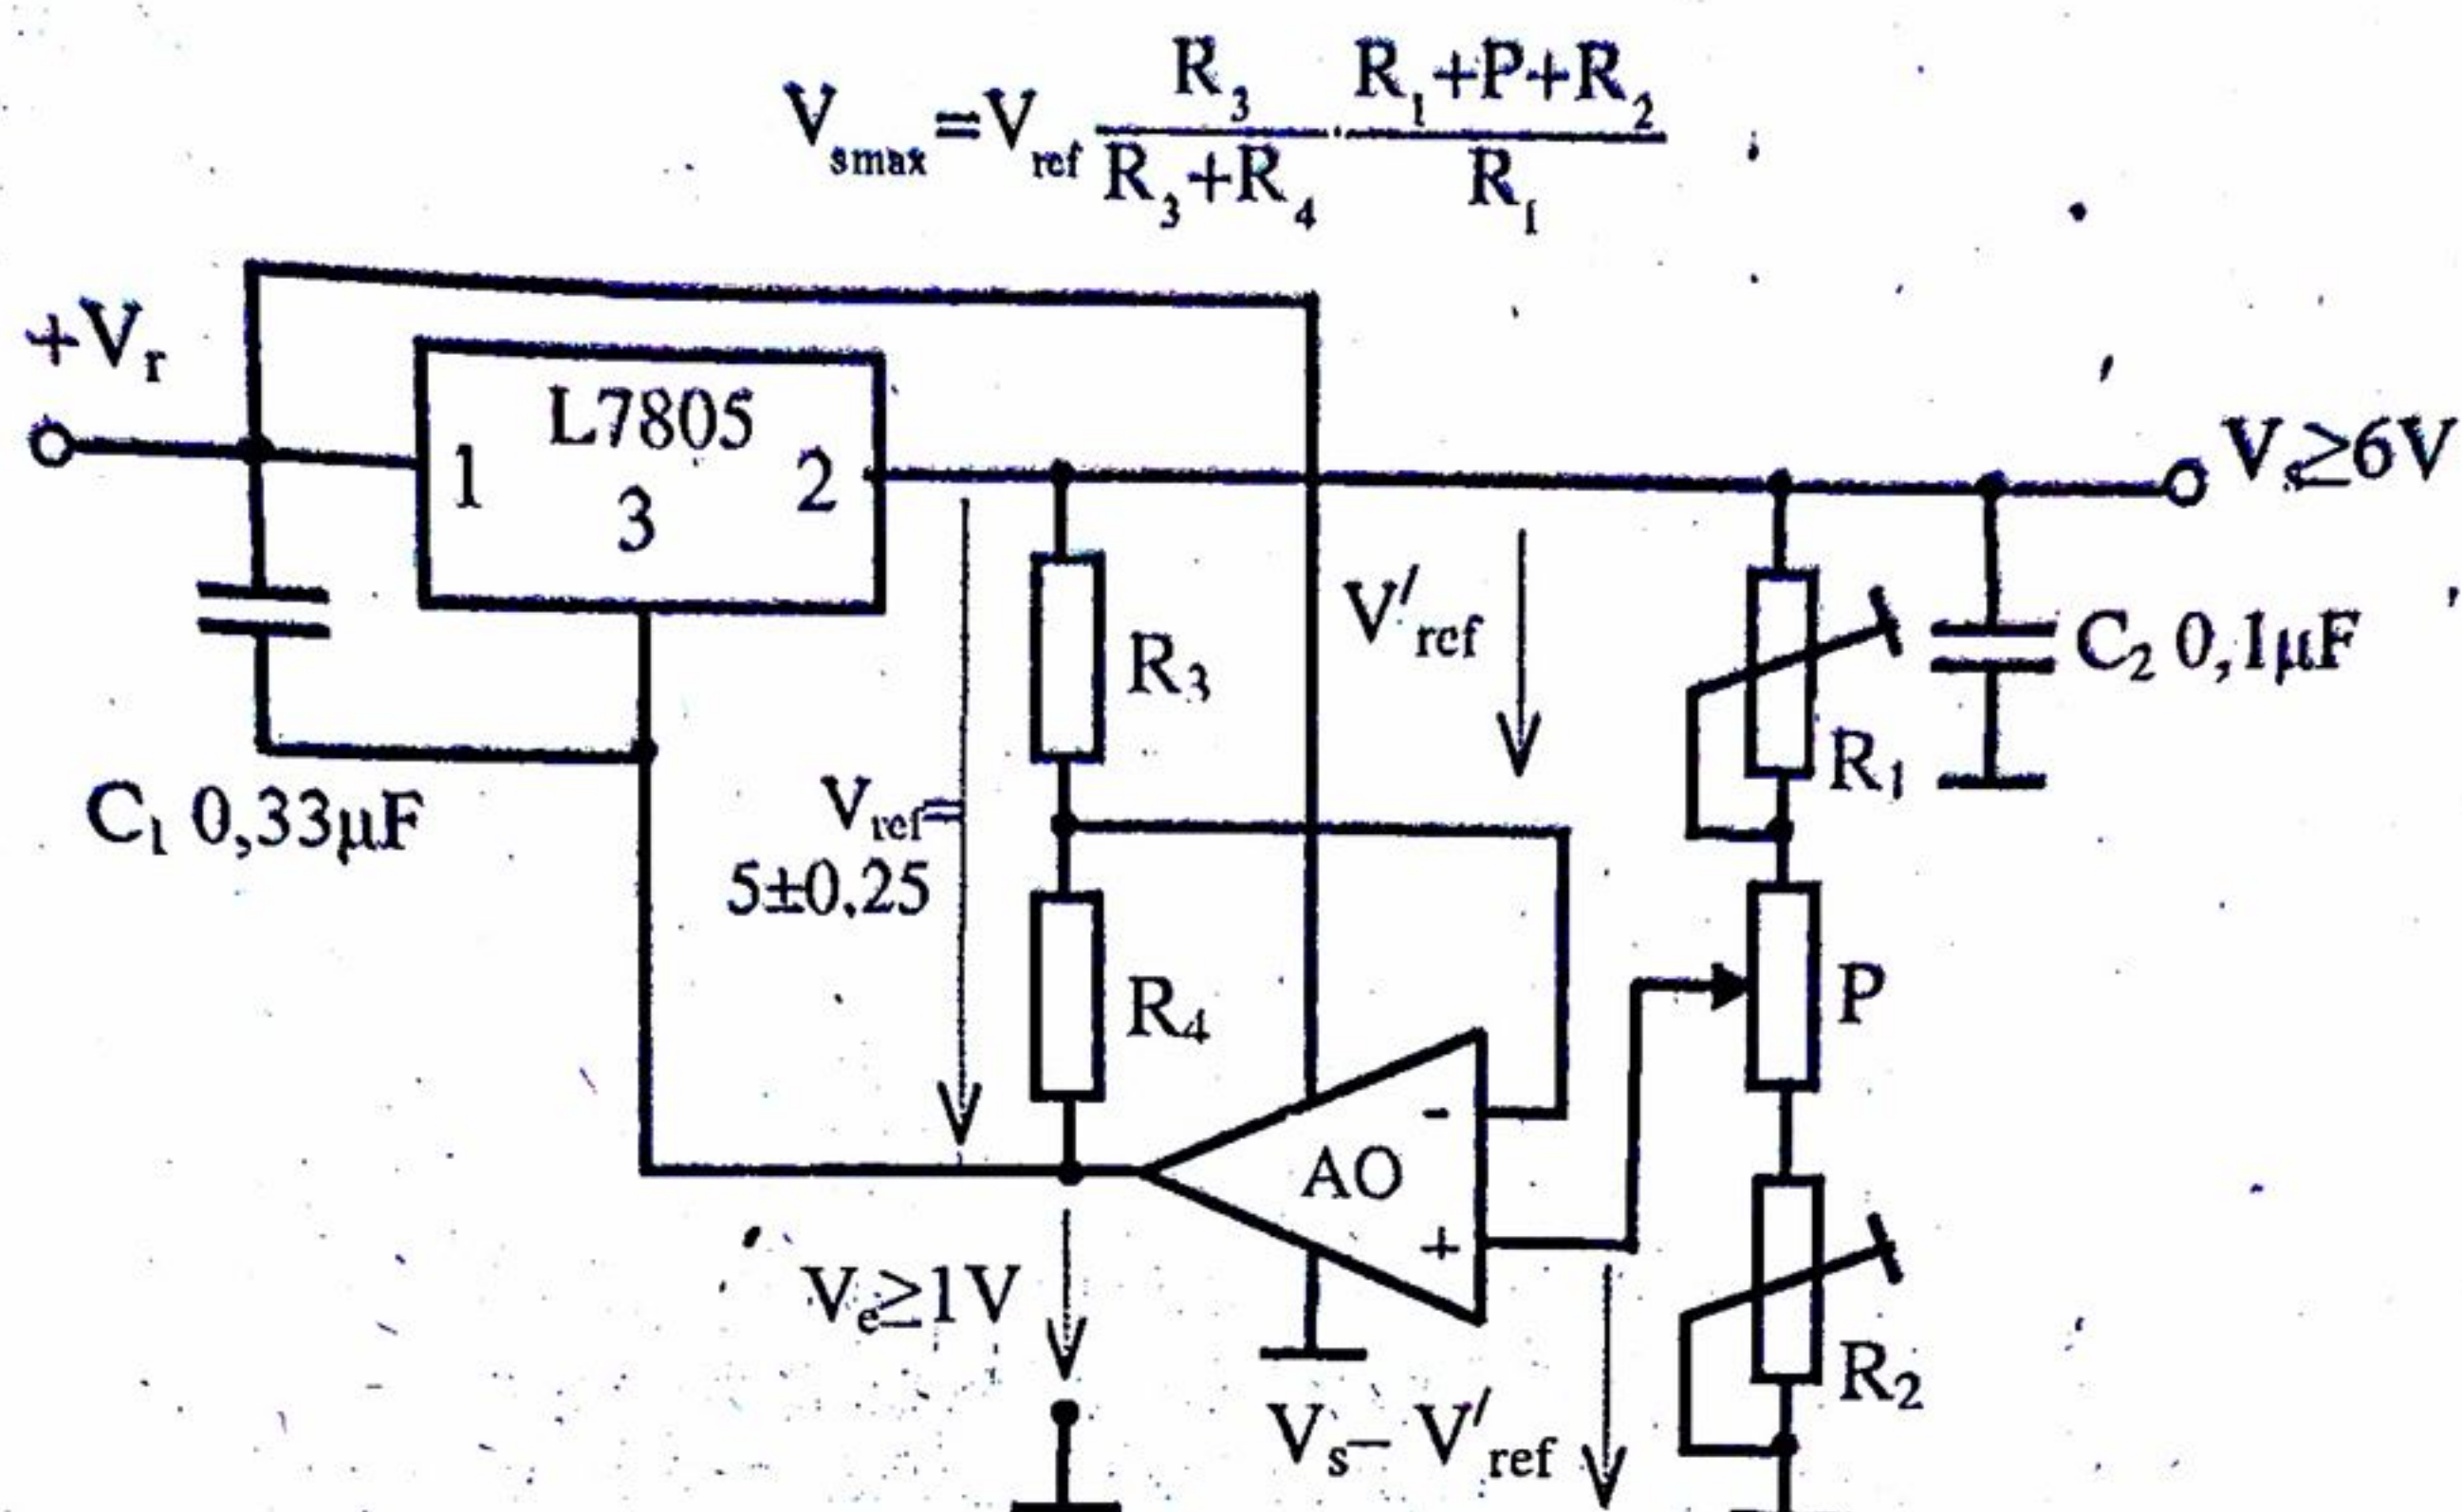 V_smax = V_ref R_3/(R_3+R_4) · (R_1+P+R_2)/R_1
+V_r
L7805
1
2
3
V_s≥6V
V′_ref
R_3
C_2 0,1μF
R_1
C_1 0,33μF
V_ref=
5±0.25
P
R_4
-
AO
+
V_e≥1V
R_2
V_s– V′_ref